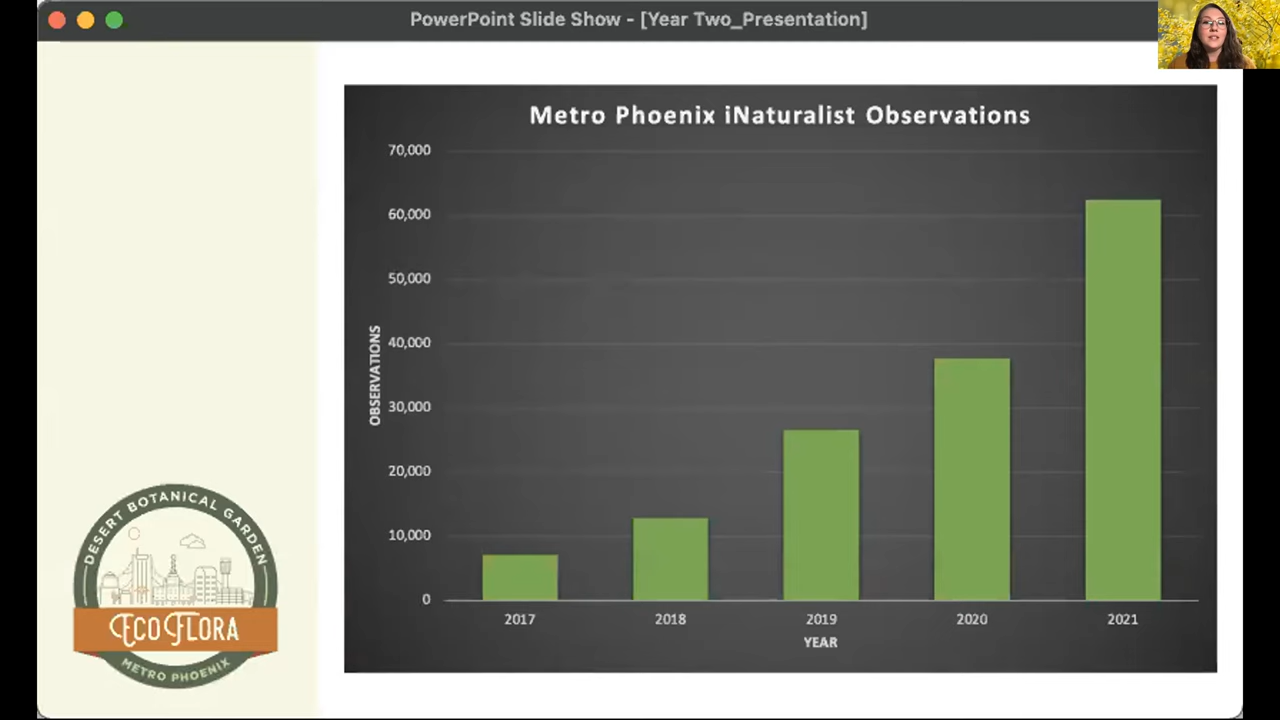 PowerPoint Slide Show - [Year Two_Presentation]
Metro Phoenix iNaturalist Observations
70,000
60,000
50,000
40,000
30,000
20,000
10,000
0
OBSERVATIONS
2017 2018 2019 2020 2021
YEAR
DESERT BOTANICAL GARDEN
ECOFLORA
METRO PHOENIX